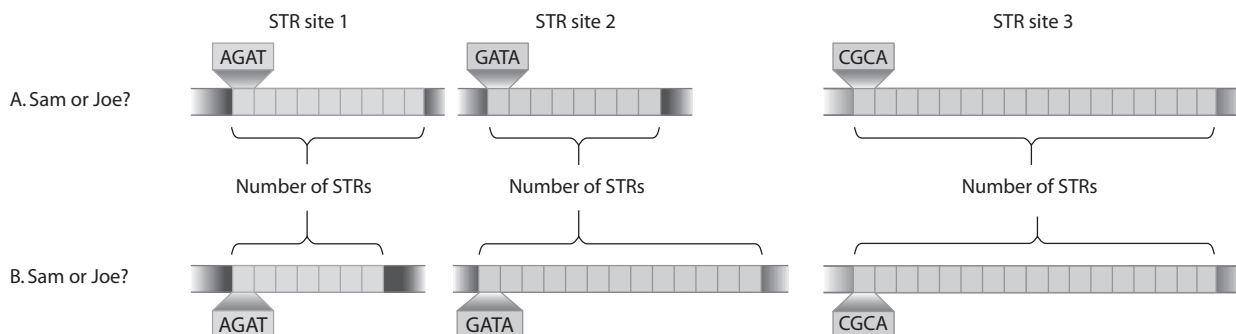 STR site 1 STR site 2 STR site 3
AGAT GATA CGCA
A. Sam or Joe?
Number of STRs Number of STRs Number of STRs
B. Sam or Joe?
AGAT GATA CGCA